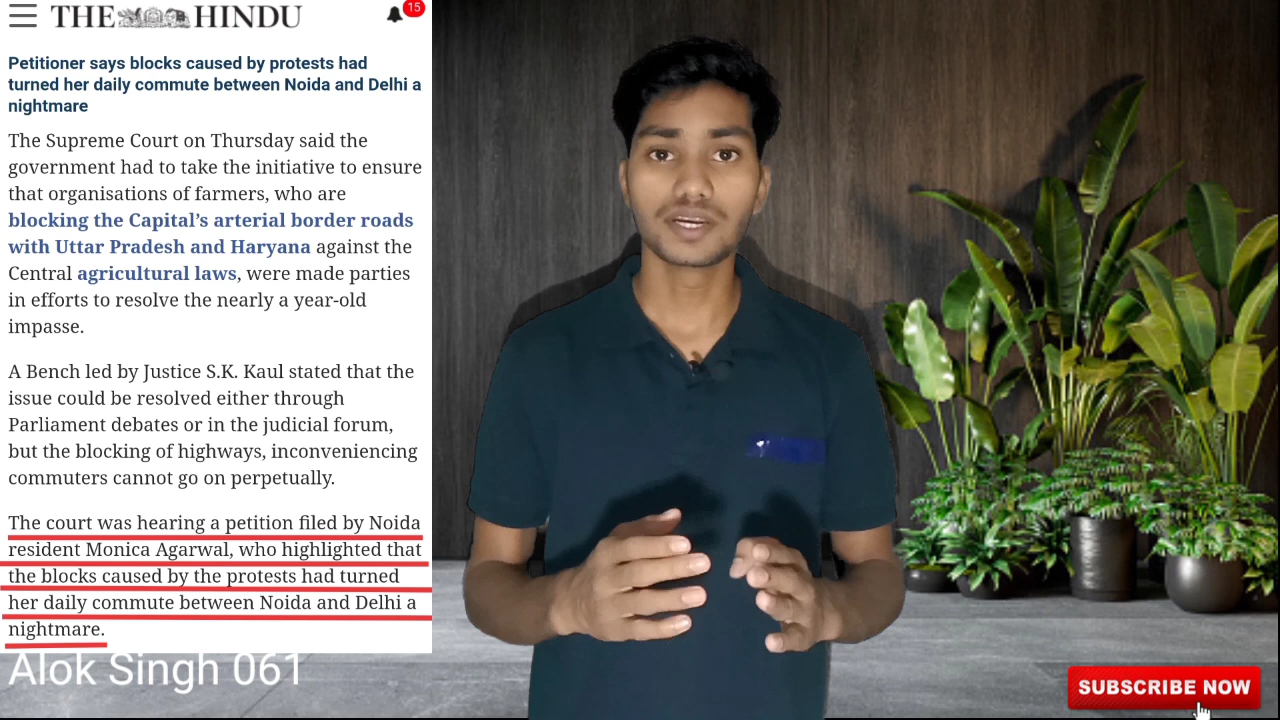 THE HINDU
15
Petitioner says blocks caused by protests had
turned her daily commute between Noida and Delhi a
nightmare
The Supreme Court on Thursday said the
government had to take the initiative to ensure
that organisations of farmers, who are
blocking the Capital’s arterial border roads
with Uttar Pradesh and Haryana against the
Central agricultural laws, were made parties
in efforts to resolve the nearly a year-old
impasse.
A Bench led by Justice S.K. Kaul stated that the
issue could be resolved either through
Parliament debates or in the judicial forum,
but the blocking of highways, inconveniencing
commuters cannot go on perpetually.
The court was hearing a petition filed by Noida
resident Monica Agarwal, who highlighted that
the blocks caused by the protests had turned
her daily commute between Noida and Delhi a
nightmare.
Alok Singh 061
SUBSCRIBE NOW